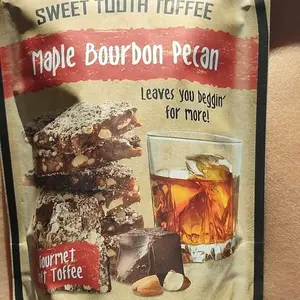 SWEET TOOTH TOFFEE
Maple Bourbon Pecan
Leaves you beggin'
for more!
Gourmet
Toffee